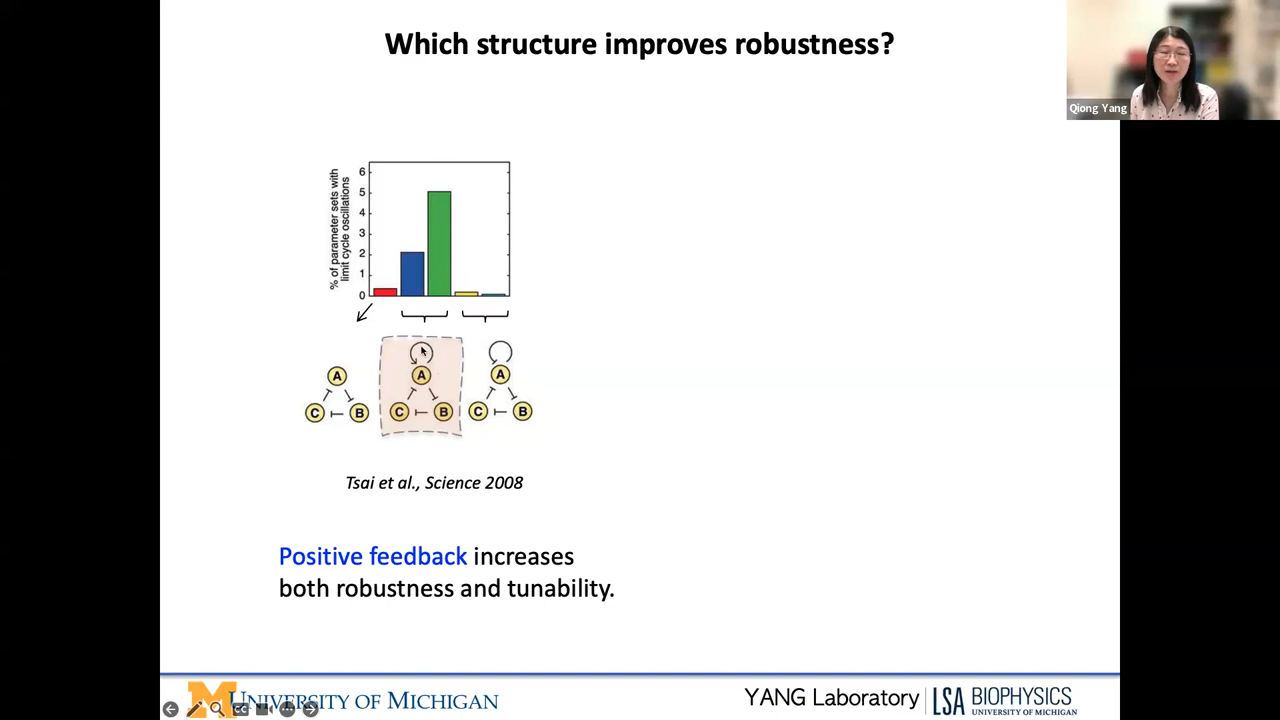 Which structure improves robustness?
Qiong Yang
% of parameter sets with
limit cycle oscillations
6
5
4
3
2
1
0
A
C
B
A
C
B
A
C
B
Tsai et al., Science 2008
Positive feedback increases
both robustness and tunability.
M UNIVERSITY OF MICHIGAN
YANG Laboratory
LSA BIOPHYSICS
UNIVERSITY OF MICHIGAN